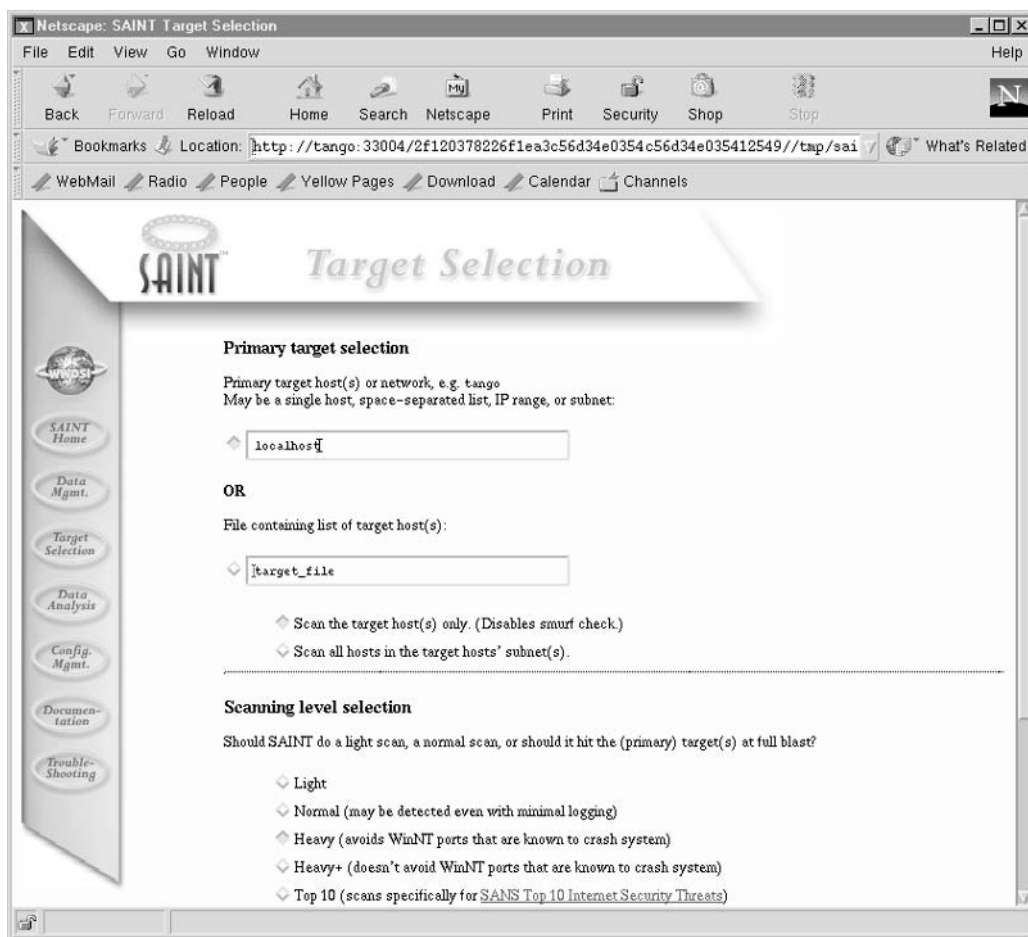 Netscape: SAINT Target Selection
File Edit View Go Window Help
Back Forward Reload Home Search Netscape Print Security Shop Stop
My
N
Bookmarks Location: http://tango:33004/2f120378226f1ea3c56d34e0354c56d34e035412549//tmp/sai What's Related
WebMail Radio People Yellow Pages Download Calendar Channels
SAINT™
Target Selection
WWDSI
SAINT
Home
Data
Mgmt.
Target
Selection
Data
Analysis
Config.
Mgmt.
Documen-
tation
Trouble-
Shooting
Primary target selection
Primary target host(s) or network, e.g. tango
May be a single host, space-separated list, IP range, or subnet:
localhost
OR
File containing list of target host(s):
target_file
Scan the target host(s) only. (Disables smurf check.)
Scan all hosts in the target hosts' subnet(s).
Scanning level selection
Should SAINT do a light scan, a normal scan, or should it hit the (primary) target(s) at full blast?
Light
Normal (may be detected even with minimal logging)
Heavy (avoids WinNT ports that are known to crash system)
Heavy+ (doesn't avoid WinNT ports that are known to crash system)
Top 10 (scans specifically for SANS Top 10 Internet Security Threats)